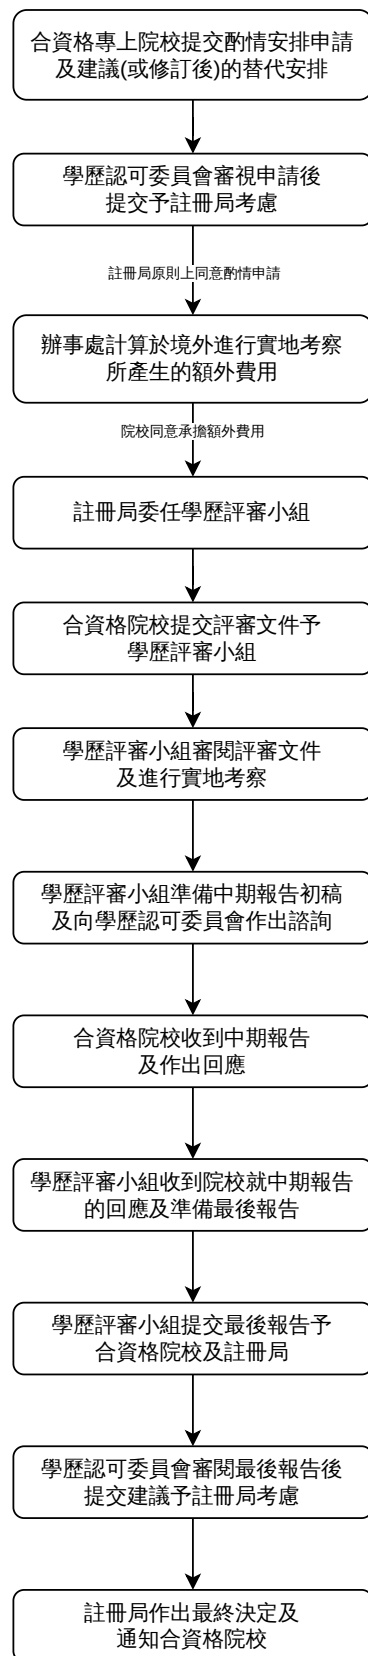 合資格專上院校提交酌情安排申請
及建議(或修訂後)的替代安排
學歷認可委員會審視申請後
提交予註冊局考慮
註冊局原則上同意酌情申請
辦事處計算於境外進行實地考察
所產生的額外費用
院校同意承擔額外費用
註冊局委任學歷評審小組
合資格院校提交評審文件予
學歷評審小組
學歷評審小組審閱評審文件
及進行實地考察
學歷評審小組準備中期報告初稿
及向學歷認可委員會作出諮詢
合資格院校收到中期報告
及作出回應
學歷評審小組收到院校就中期報告
的回應及準備最後報告
學歷評審小組提交最後報告予
合資格院校及註冊局
學歷認可委員會審閱最後報告後
提交建議予註冊局考慮
註冊局作出最終決定及
通知合資格院校